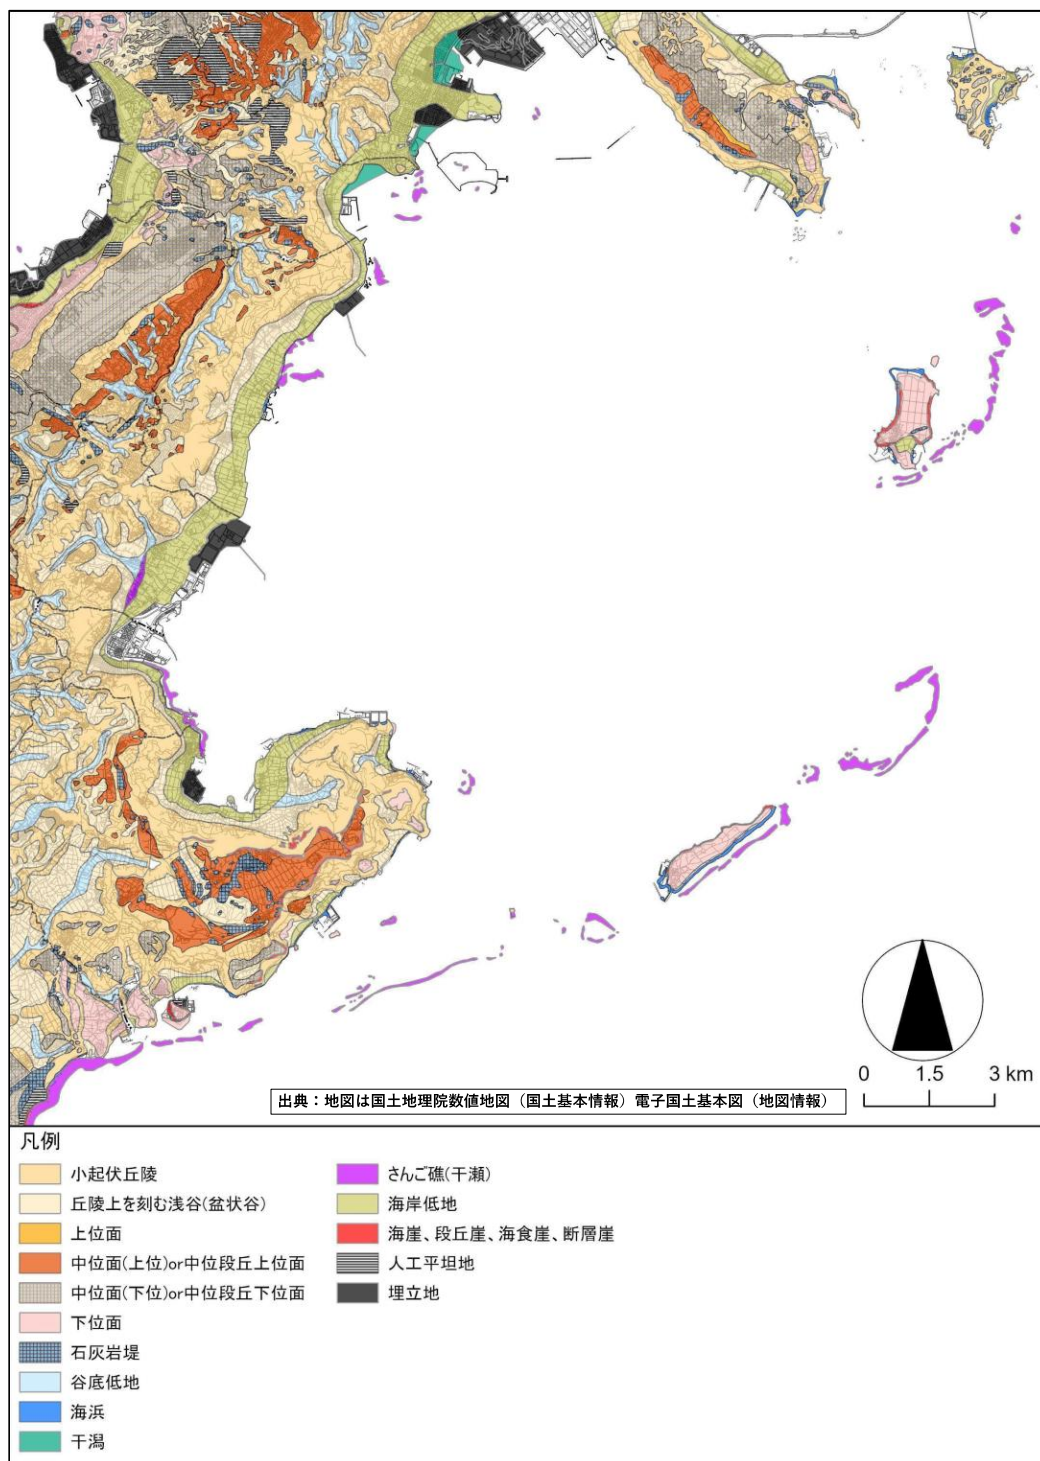 0 1.5 3 km
出典：地図は国土地理院数値地図（国土基本情報）電子国土基本図（地図情報）
凡例
小起伏丘陵
丘陵上を刻む浅谷(盆状谷)
上位面
中位面(上位)or中位段丘上位面
中位面(下位)or中位段丘下位面
下位面
石灰岩堤
谷底低地
海浜
干潟
さんご礁(干瀬)
海岸低地
海崖、段丘崖、海食崖、断層崖
人工平坦地
埋立地